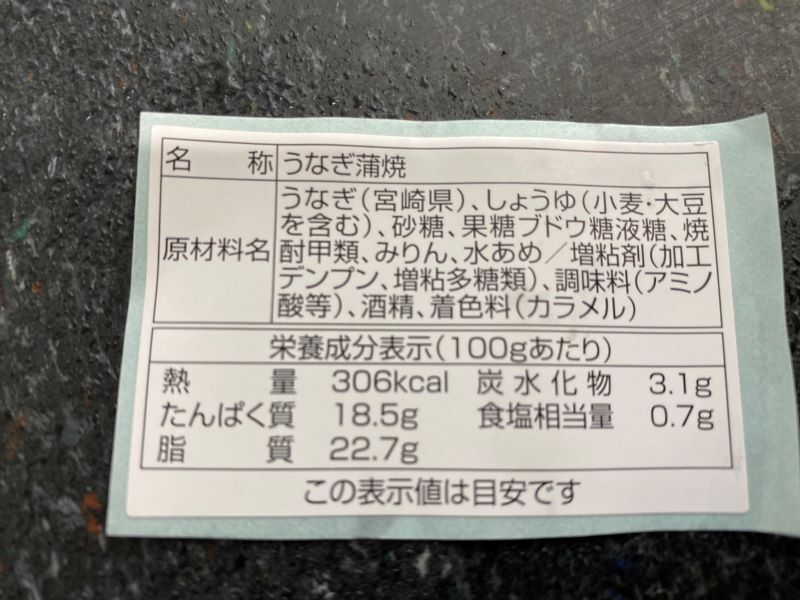 名　　称 うなぎ蒲焼
原材料名
うなぎ(宮崎県)、しょうゆ(小麦・大豆
を含む)、砂糖、果糖ブドウ糖液糖、焼
酎甲類、みりん、水あめ／増粘剤(加工
デンプン、増粘多糖類)、調味料(アミノ
酸等)、酒精、着色料(カラメル)
栄養成分表示(100gあたり)
熱　　量 306kcal 炭水化物 3.1g
たんぱく質 18.5g 食塩相当量 0.7g
脂　　質 22.7g
この表示値は目安です